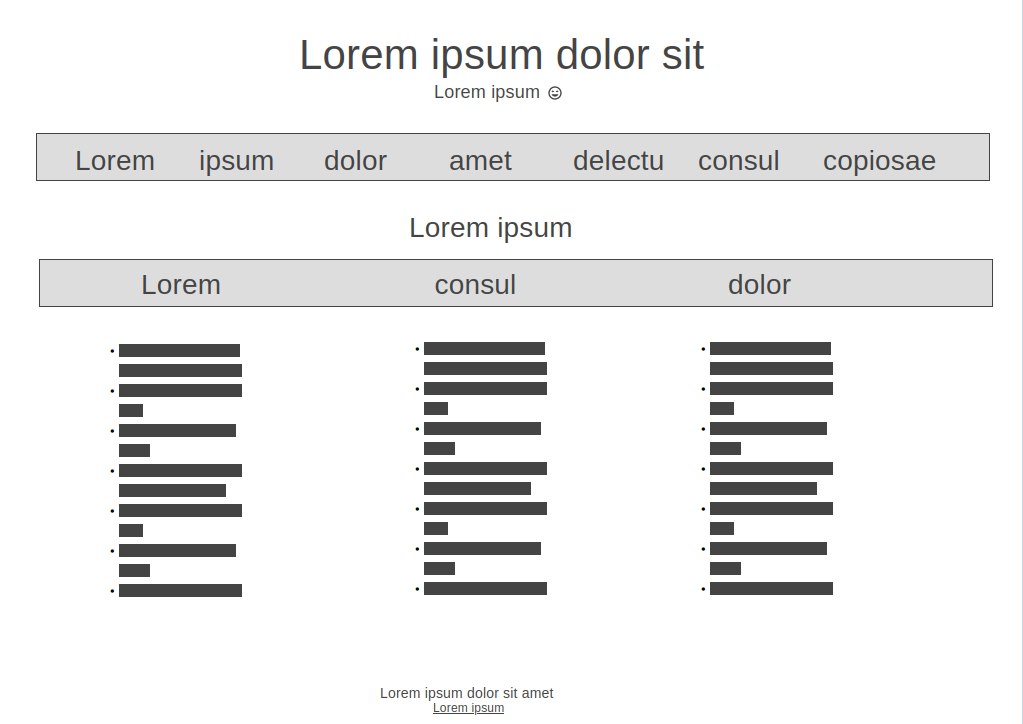 Lorem ipsum dolor sit
Lorem ipsum ☺
Lorem ipsum dolor amet delectu consul copiosae
Lorem ipsum
Lorem consul dolor
Lorem ipsum dolor sit amet
Lorem ipsum